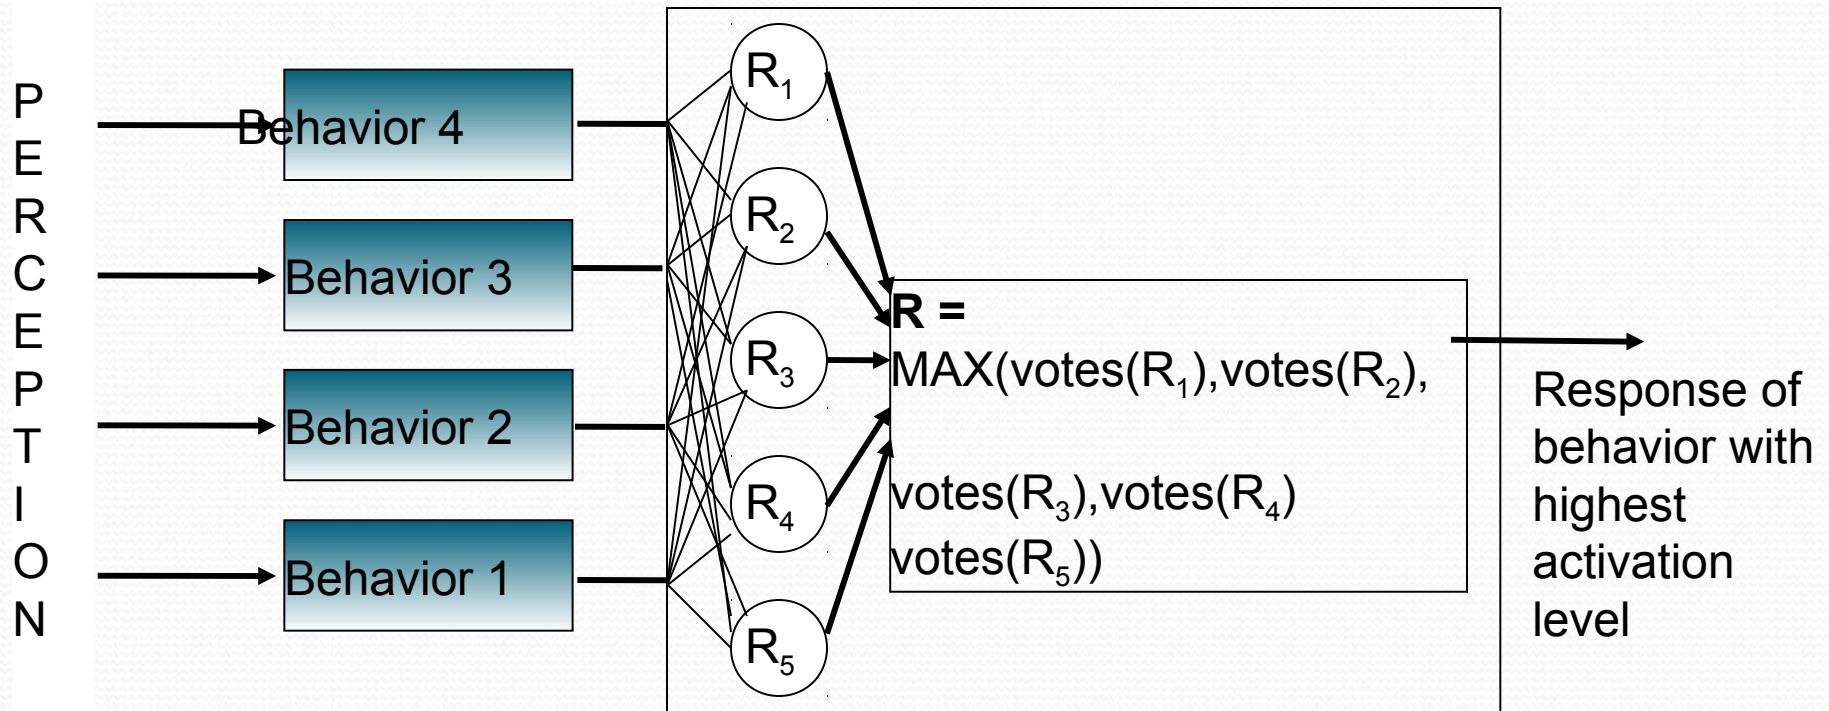 P
E
R
C
E
P
T
I
O
N
Behavior 4
Behavior 3
Behavior 2
Behavior 1
R₁
R₂
R₃
R₄
R₅
R =
MAX(votes(R₁),votes(R₂),
votes(R₃),votes(R₄)
votes(R₅))
Response of
behavior with
highest
activation
level